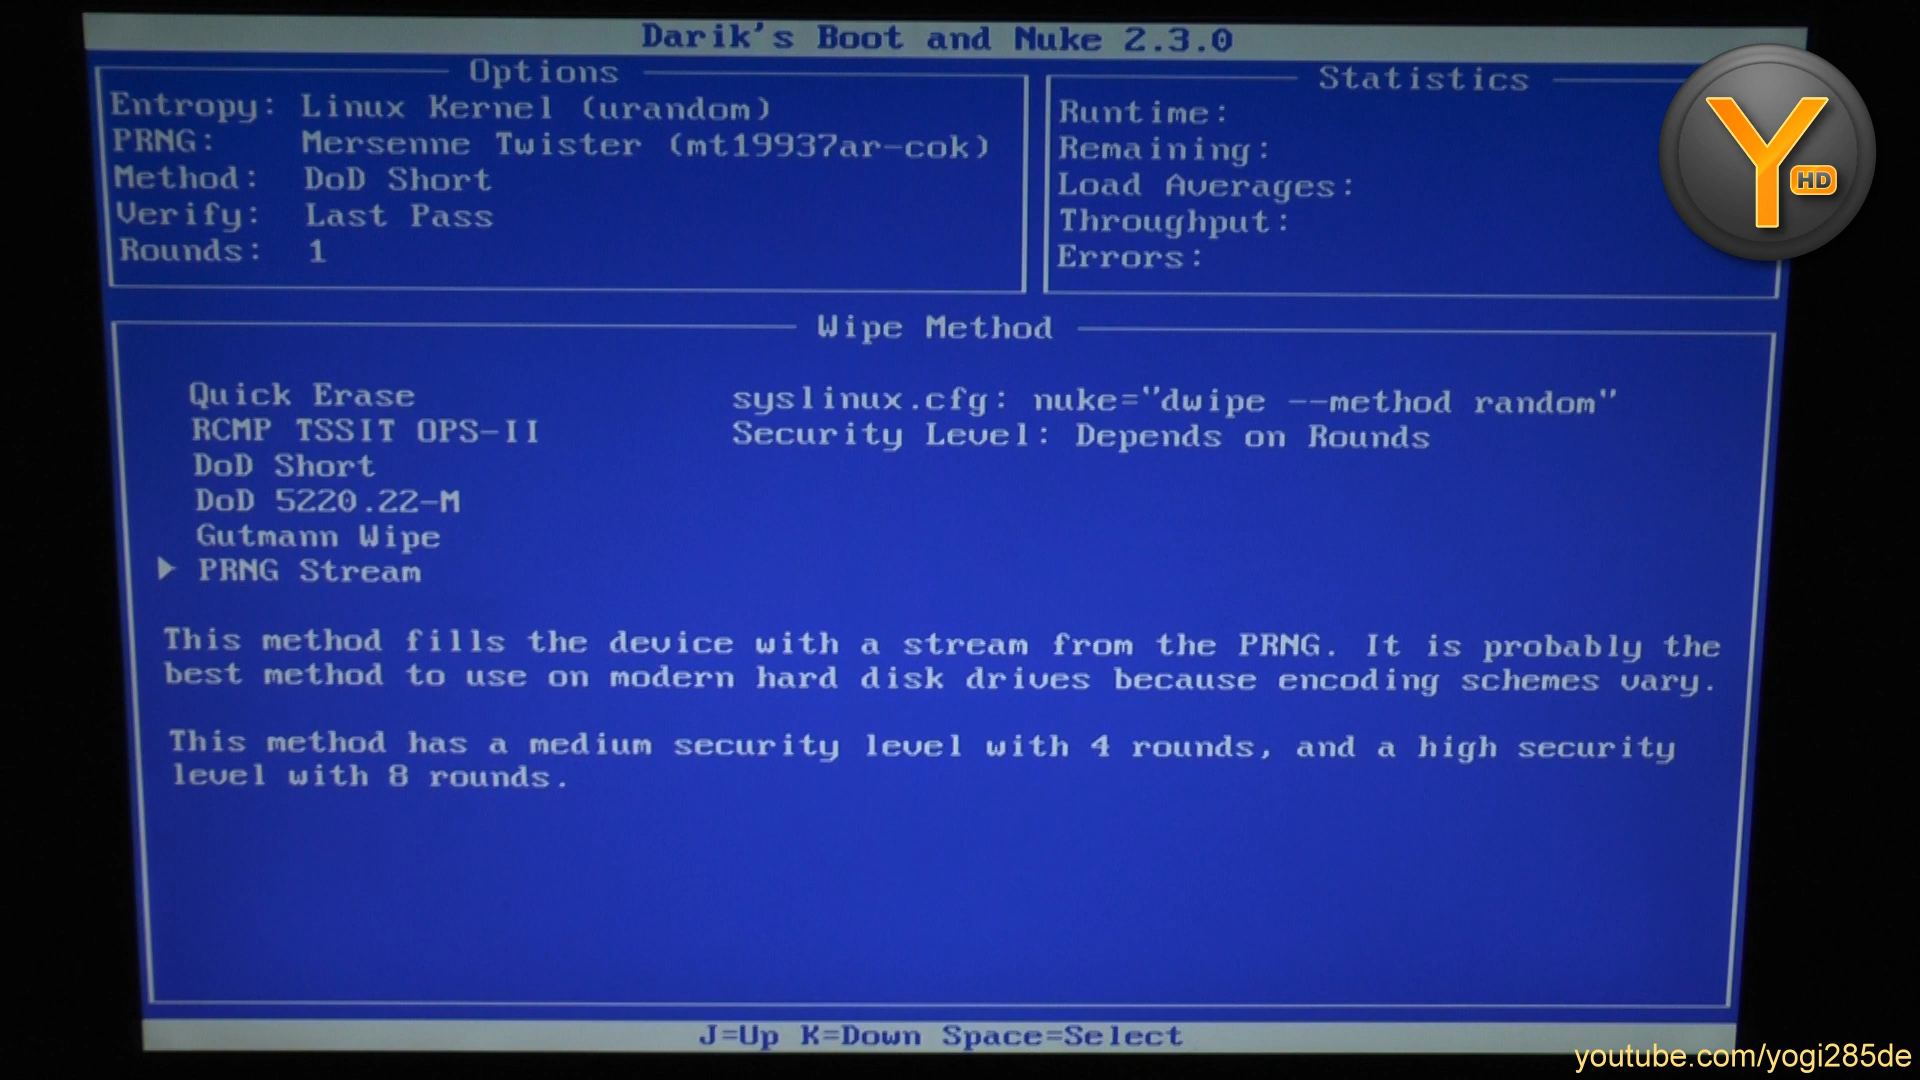 Darik's Boot and Nuke 2.3.0
Options
Entropy: Linux Kernel (urandom)
PRNG: Mersenne Twister (mt19937ar-cok)
Method: DoD Short
Verify: Last Pass
Rounds: 1
Statistics
Runtime:
Remaining:
Load Averages:
Throughput:
Errors:
Y HD
Wipe Method
Quick Erase
RCMP TSSIT OPS-II
DoD Short
DoD 5220.22-M
Gutmann Wipe
PRNG Stream
syslinux.cfg: nuke="dwipe --method random"
Security Level: Depends on Rounds
This method fills the device with a stream from the PRNG. It is probably the
best method to use on modern hard disk drives because encoding schemes vary.
This method has a medium security level with 4 rounds, and a high security
level with 8 rounds.
J=Up K=Down Space=Select
youtube.com/yogi285de